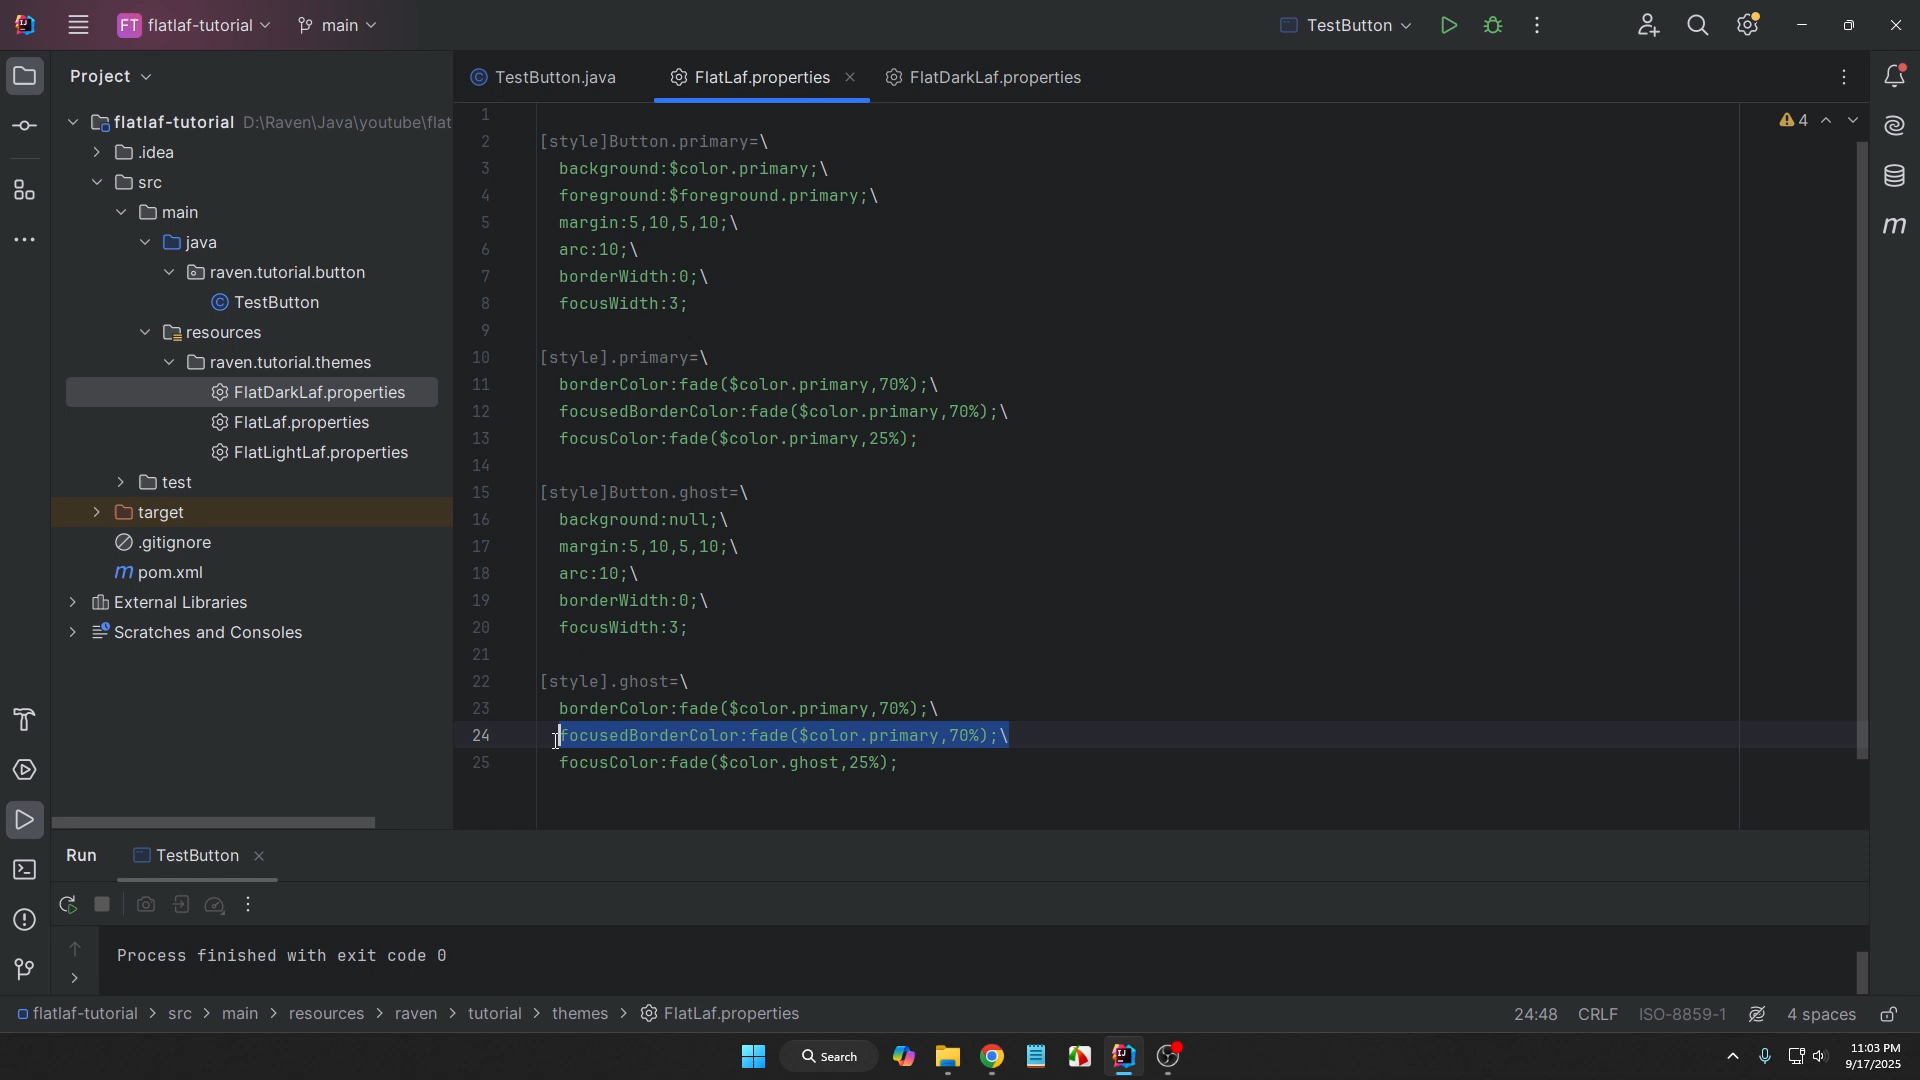 FT flatlaf-tutorial main TestButton
Project
TestButton.java FlatLaf.properties FlatDarkLaf.properties
flatlaf-tutorial D:\Raven\Java\youtube\flat
.idea
src
main
java
raven.tutorial.button
TestButton
resources
raven.tutorial.themes
FlatDarkLaf.properties
FlatLaf.properties
FlatLightLaf.properties
test
target
.gitignore
m pom.xml
External Libraries
Scratches and Consoles
4
1
2 [style]Button.primary=\
3 background:$color.primary;\
4 foreground:$foreground.primary;\
5 margin:5,10,5,10;\
6 arc:10;\
7 borderWidth:0;\
8 focusWidth:3;
9
10 [style].primary=\
11 borderColor:fade($color.primary,70%);\
12 focusedBorderColor:fade($color.primary,70%);\
13 focusColor:fade($color.primary,25%);
14
15 [style]Button.ghost=\
16 background:null;\
17 margin:5,10,5,10;\
18 arc:10;\
19 borderWidth:0;\
20 focusWidth:3;
21
22 [style].ghost=\
23 borderColor:fade($color.primary,70%);\
24 focusedBorderColor:fade($color.primary,70%);\
25 focusColor:fade($color.ghost,25%);
m
Run TestButton
Process finished with exit code 0
flatlaf-tutorial > src > main > resources > raven > tutorial > themes > FlatLaf.properties 24:48 CRLF ISO-8859-1 4 spaces
Search
11:03 PM
9/17/2025